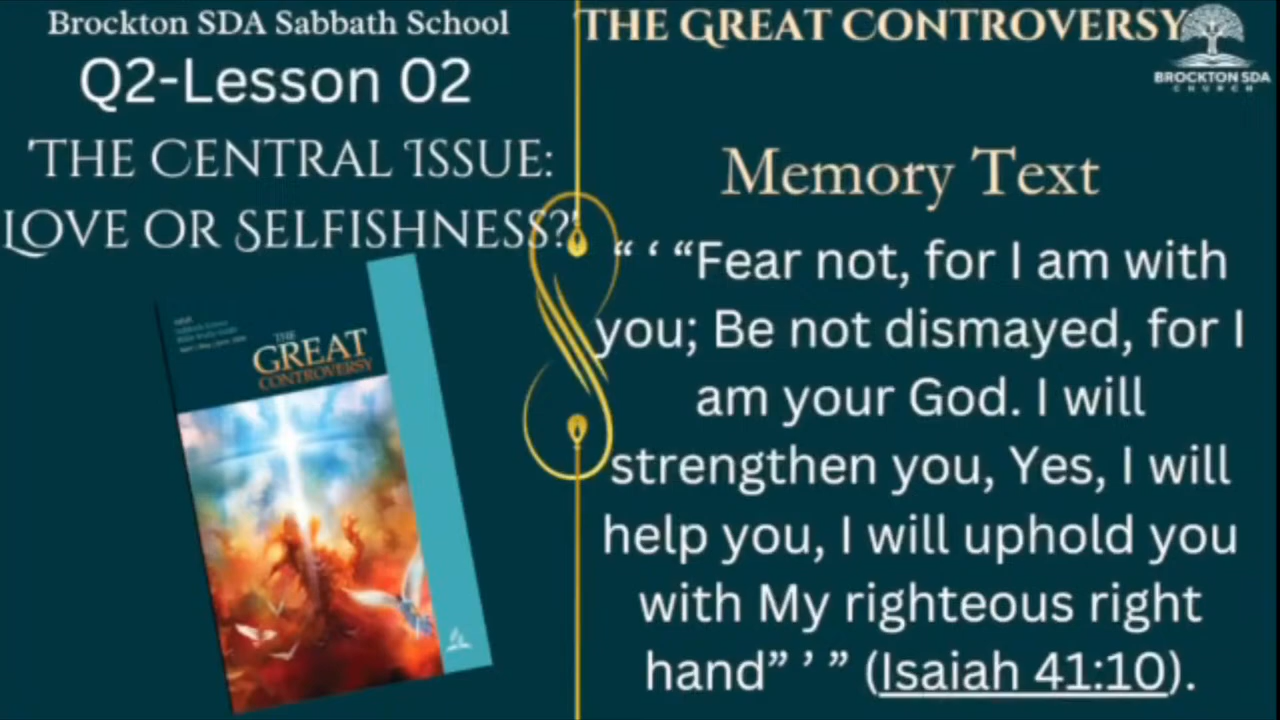 Brockton SDA Sabbath School
Q2-Lesson 02
THE CENTRAL ISSUE:
LOVE OR SELFISHNESS?"
THE
GREAT
CONTROVERSY
THE GREAT CONTROVERSY
BROCKTON SDA
CHURCH
Memory Text
“ ‘ “Fear not, for I am with
you; Be not dismayed, for I
am your God. I will
strengthen you, Yes, I will
help you, I will uphold you
with My righteous right
hand” ’ ” (Isaiah 41:10).